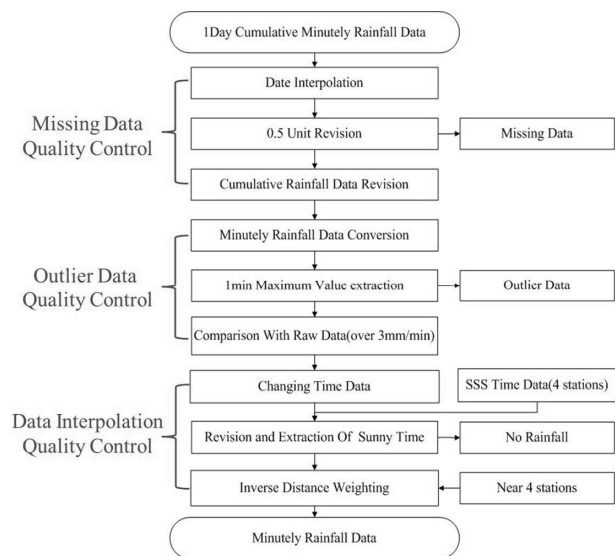 1Day Cumulative Minutely Rainfall Data
Date Interpolation
Missing Data
Quality Control
0.5 Unit Revision
Missing Data
Cumulative Rainfall Data Revision
Minutely Rainfall Data Conversion
Outlier Data
Quality Control
1min Maximum Value extraction
Outlier Data
Comparison With Raw Data(over 3mm/min)
Changing Time Data
SSS Time Data(4 stations)
Data Interpolation
Quality Control
Revision and Extraction Of Sunny Time
No Rainfall
Inverse Distance Weighting
Near 4 stations
Minutely Rainfall Data